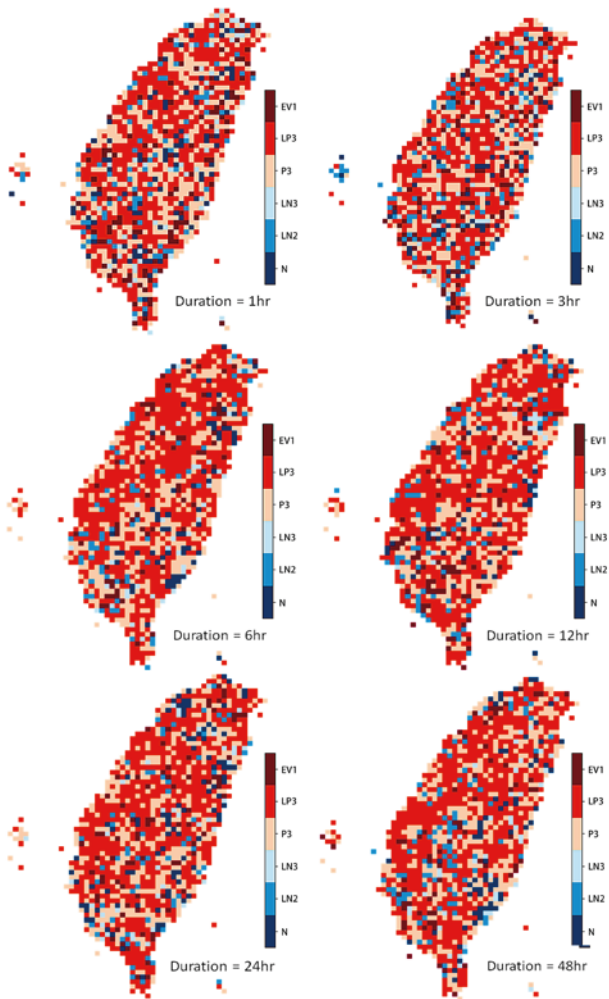 EV1
LP3
P3
LN3
LN2
N
Duration = 1hr
EV1
LP3
P3
LN3
LN2
N
Duration = 3hr
EV1
LP3
P3
LN3
LN2
N
Duration = 6hr
EV1
LP3
P3
LN3
LN2
N
Duration = 12hr
EV1
LP3
P3
LN3
LN2
N
Duration = 24hr
EV1
LP3
P3
LN3
LN2
N
Duration = 48hr